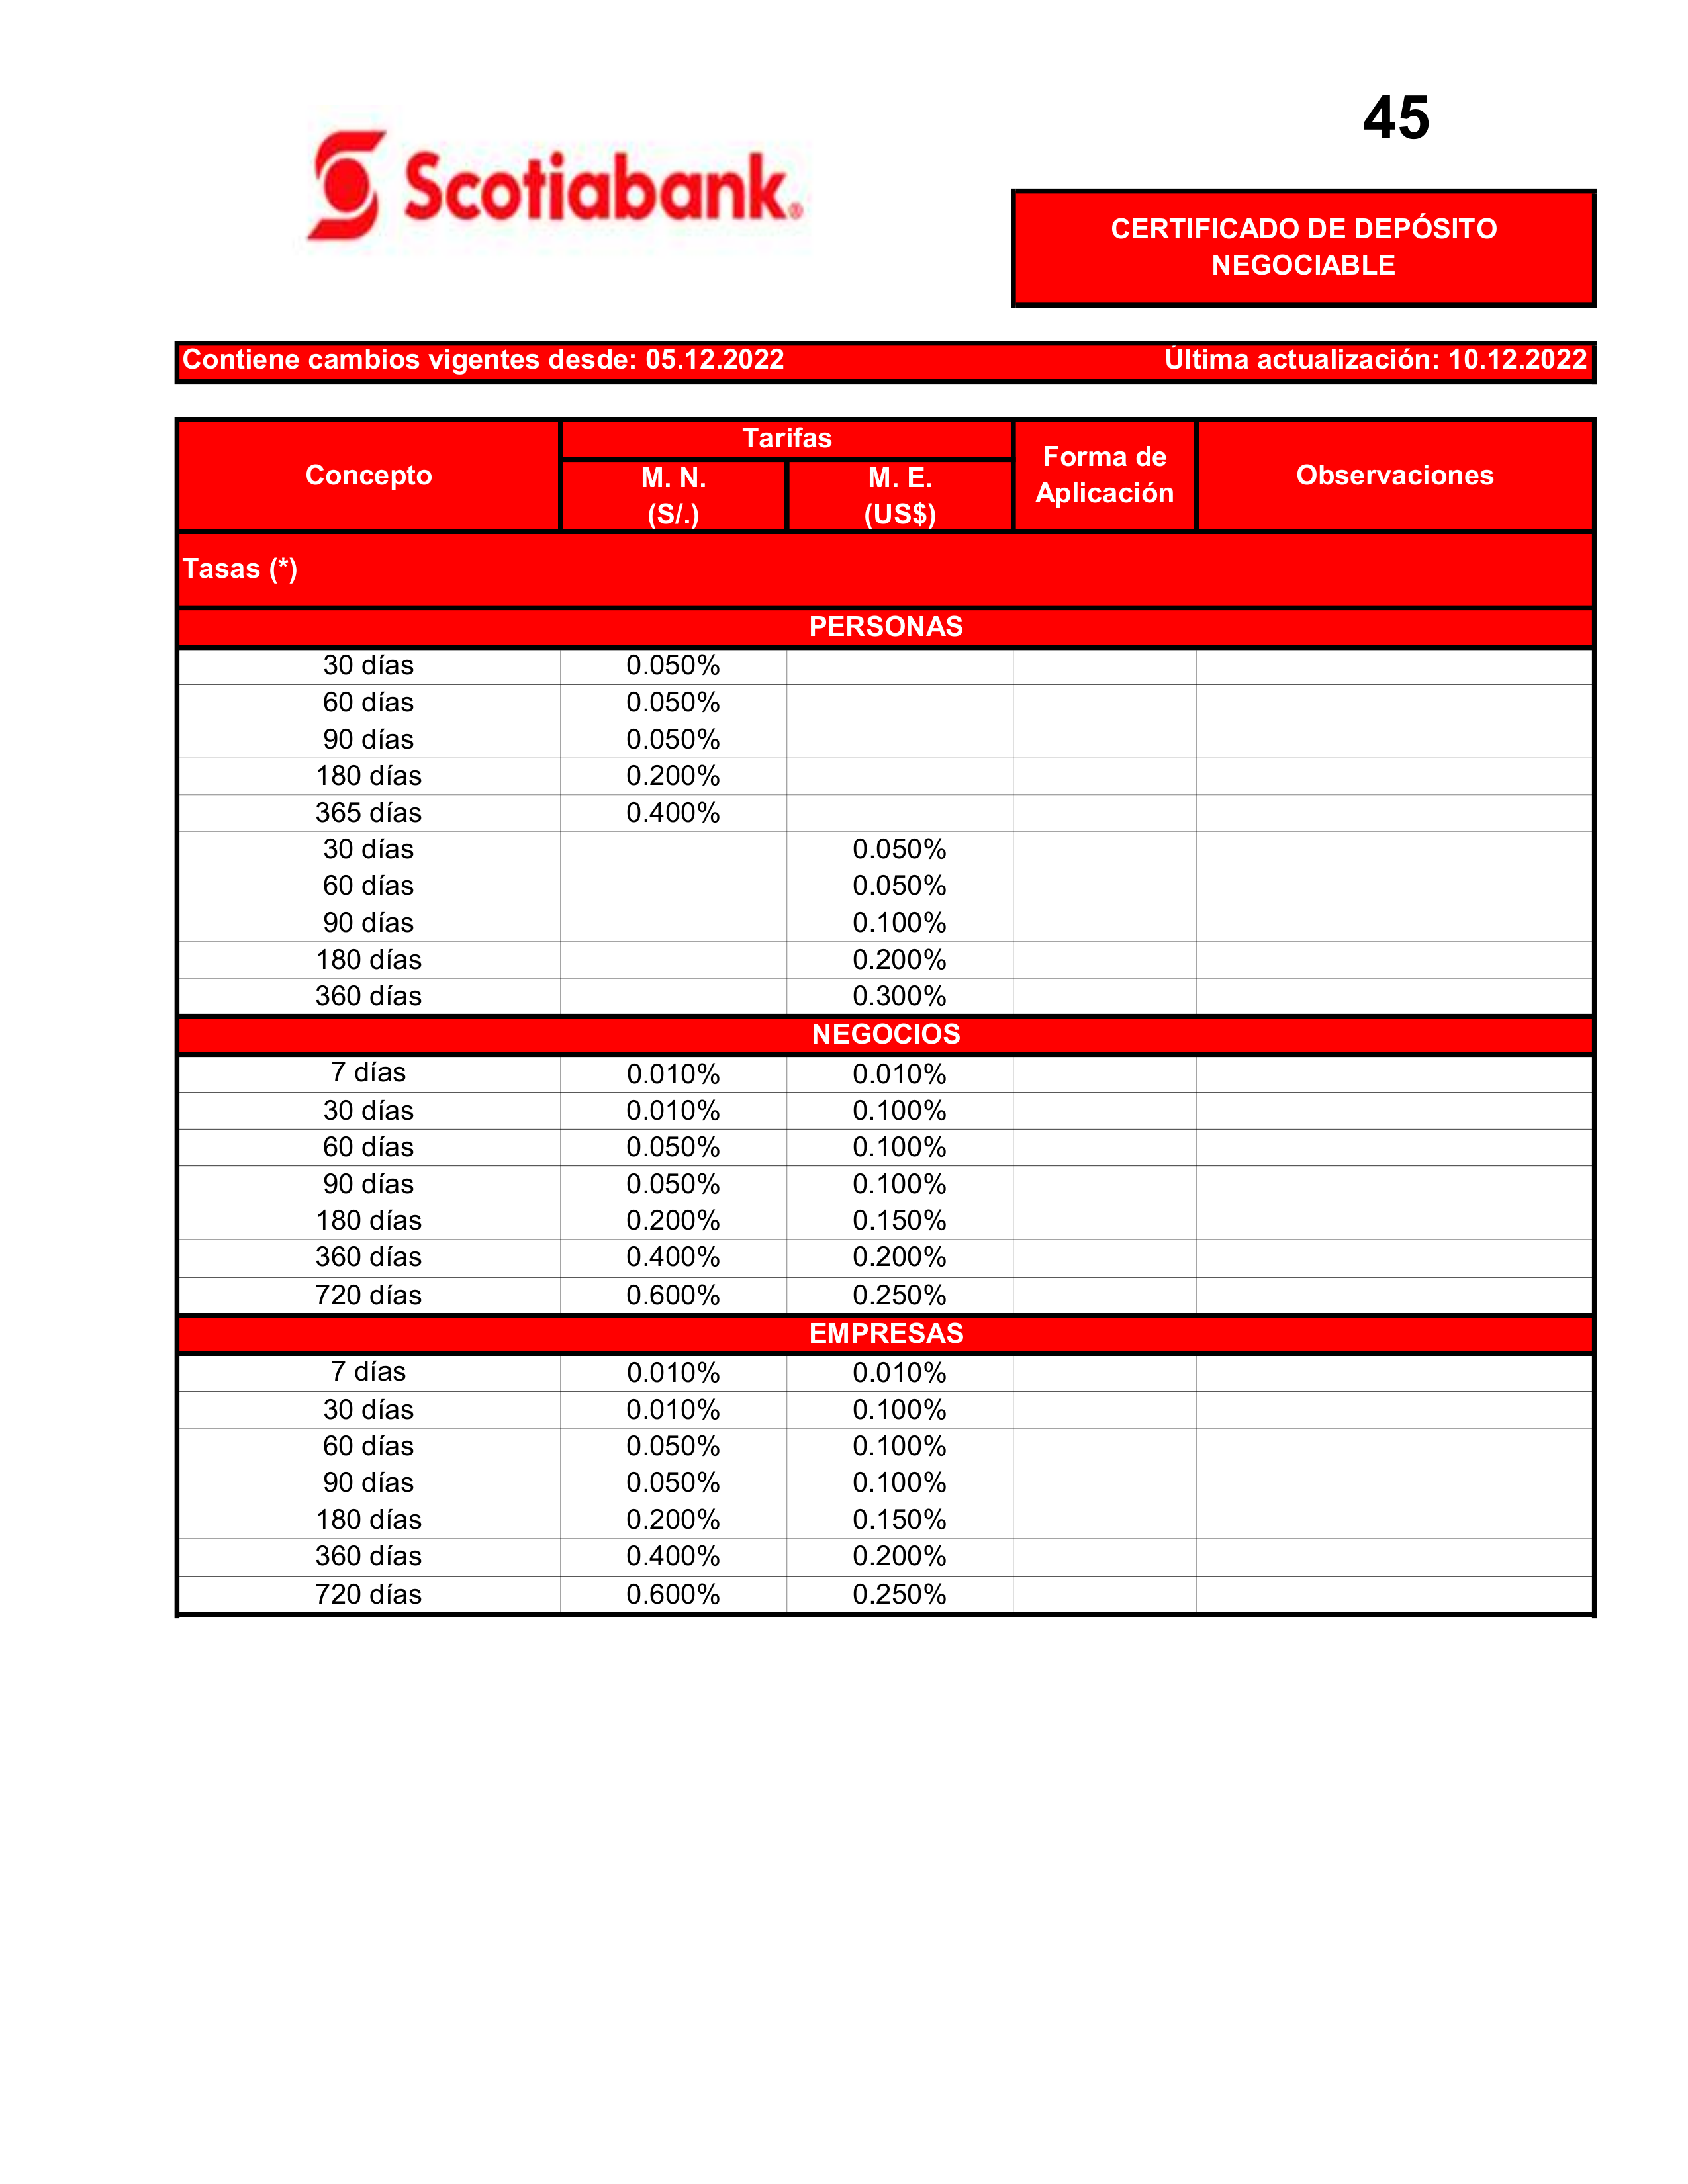 45
Scotiabank®
CERTIFICADO DE DEPÓSITO
NEGOCIABLE
Contiene cambios vigentes desde: 05.12.2022 Última actualización: 10.12.2022
Concepto Tarifas Forma de Aplicación Observaciones
M. N. (S/.) M. E. (US$)
Tasas (*)
PERSONAS
30 días 0.050%
60 días 0.050%
90 días 0.050%
180 días 0.200%
365 días 0.400%
30 días 0.050%
60 días 0.050%
90 días 0.100%
180 días 0.200%
360 días 0.300%
NEGOCIOS
7 días 0.010% 0.010%
30 días 0.010% 0.100%
60 días 0.050% 0.100%
90 días 0.050% 0.100%
180 días 0.200% 0.150%
360 días 0.400% 0.200%
720 días 0.600% 0.250%
EMPRESAS
7 días 0.010% 0.010%
30 días 0.010% 0.100%
60 días 0.050% 0.100%
90 días 0.050% 0.100%
180 días 0.200% 0.150%
360 días 0.400% 0.200%
720 días 0.600% 0.250%